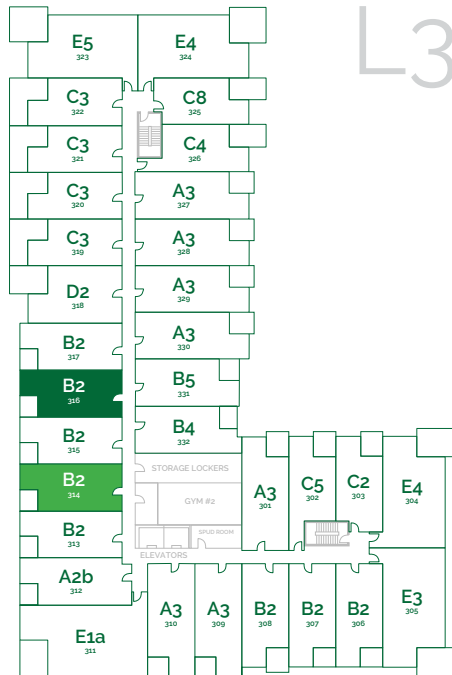 L3
E5
323
E4
324
C3
322
C8
325
C3
321
C4
326
C3
320
A3
327
C3
319
A3
328
D2
318
A3
329
B2
317
A3
330
B2
316
B5
331
B2
315
B4
332
B2
314
STORAGE LOCKERS
GYM #2
SPUD ROOM
ELEVATORS
A3
301
C5
302
C2
303
E4
304
B2
313
A2b
312
E1a
311
A3
310
A3
309
B2
308
B2
307
B2
306
E3
305